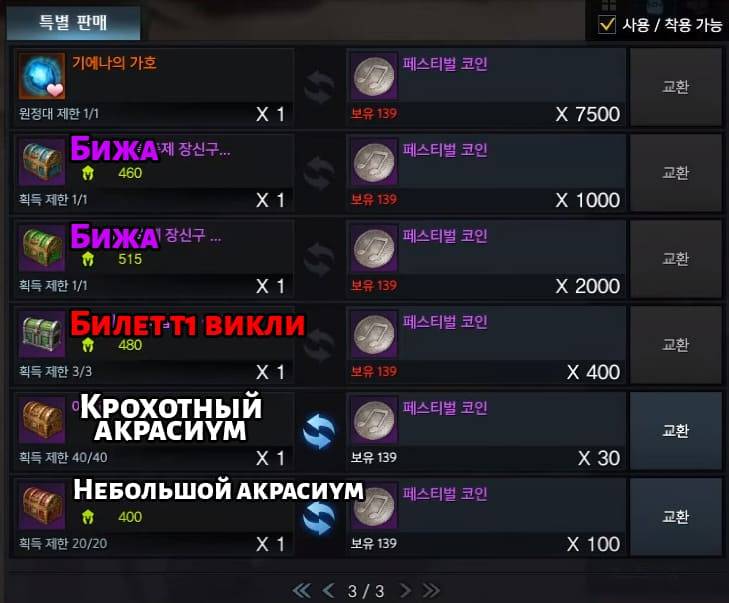 특별 판매
사용 / 착용 가능
기에나의 가호
원정대 제한 1/1
X 1
페스티벌 코인
보유 139
X 7500
교환
Бижа
장신구...
460
획득 제한 1/1
X 1
페스티벌 코인
보유 139
X 1000
교환
Бижа
장신구 ...
515
획득 제한 1/1
X 1
페스티벌 코인
보유 139
X 2000
교환
Билет т1 викли
480
획득 제한 3/3
X 1
페스티벌 코인
보유 139
X 400
교환
Крохотный
акрасиум
획득 제한 40/40
X 1
페스티벌 코인
보유 139
X 30
교환
Небольшой акрасиум
400
획득 제한 20/20
X 1
페스티벌 코인
보유 139
X 100
교환
3 / 3